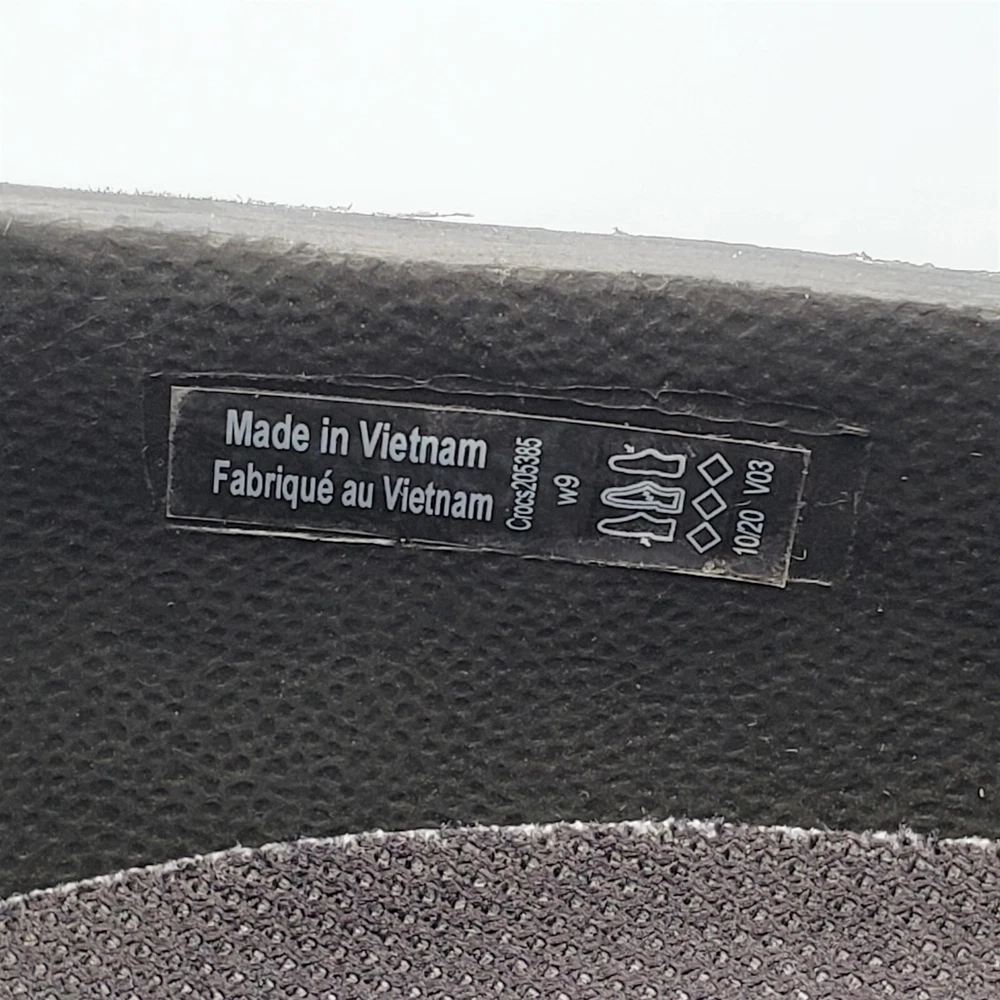 Made in Vietnam
Fabriqué au Vietnam
Crocs205385
w9
10/20 V03